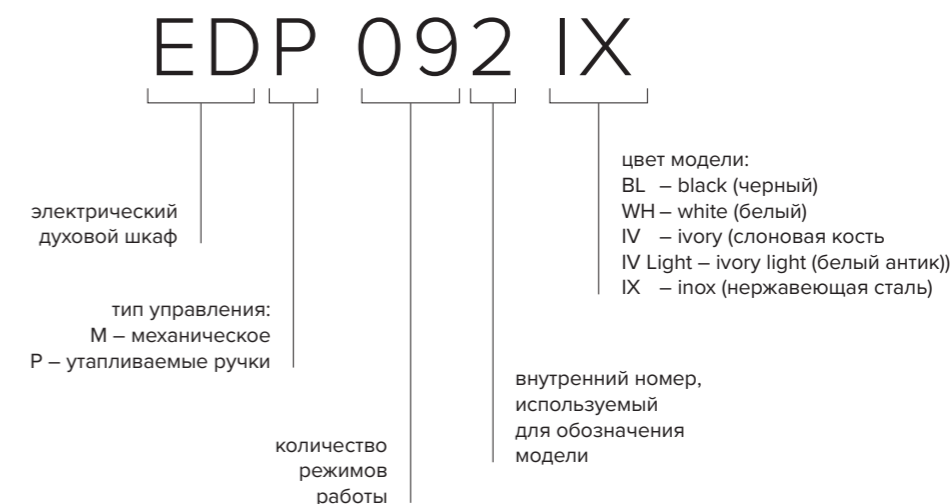 EDP 092 IX
электрический
духовой шкаф
тип управления:
М – механическое
Р – утапливаемые ручки
количество
режимов
работы
внутренний номер,
используемый
для обозначения
модели
цвет модели:
BL – black (черный)
WH – white (белый)
IV – ivory (слоновая кость
IV Light – ivory light (белый антик))
IX – inox (нержавеющая сталь)